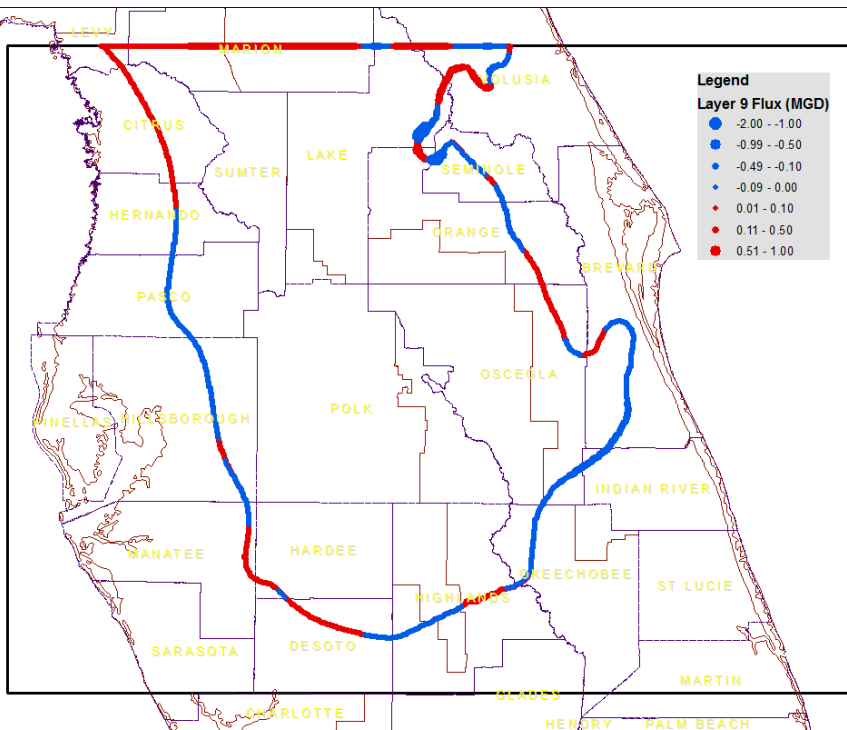 LEVY
MARION
VOLUSIA
Legend
Layer 9 Flux (MGD)
-2.00 - -1.00
-0.99 - -0.50
-0.49 - -0.10
-0.09 - 0.00
0.01 - 0.10
0.11 - 0.50
0.51 - 1.00
CITRUS
LAKE
SUMTER
SEMINOLE
HERNANDO
ORANGE
BREVARD
PASCO
OSCEOLA
POLK
PINELLAS
HILLSBOROUGH
INDIAN RIVER
MANATEE
HARDEE
OKEECHOBEE
ST LUCIE
HIGHLANDS
SARASOTA
DESOTO
MARTIN
GLADES
CHARLOTTE
HENDRY
PALM BEACH